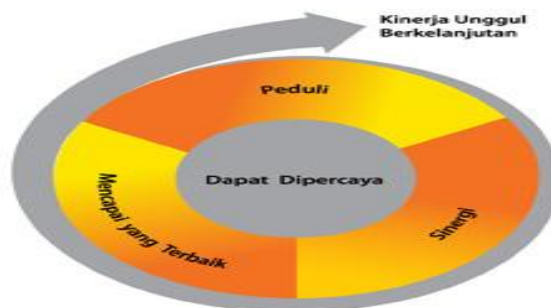 Kinerja Unggul
Berkelanjutan
Peduli
Dapat Dipercaya
Mencapai yang Terbaik
Sinergi